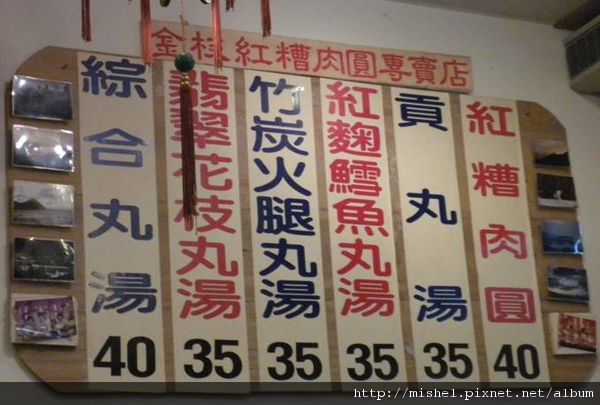 金枝紅糟肉圓專賣店
紅糟肉圓 40
貢丸湯 35
紅麴鱈魚丸湯 35
竹炭火腿丸湯 35
翡翠花枝丸湯 35
綜合丸湯 40
http://mishel.pixnet.net/album